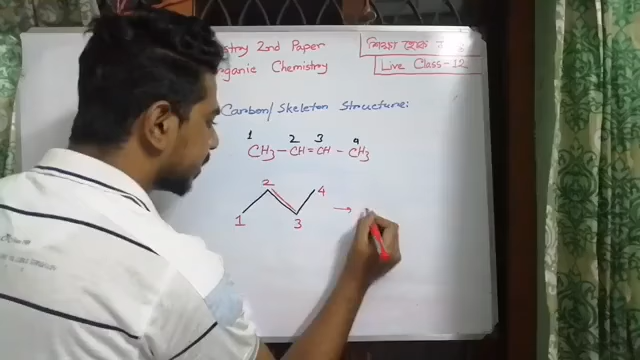 stry 2nd Paper
শিক্ষা হোক
rganic Chemistry
Live Class-12
Carbon/Skeleton Structure:
1 2 3 4
CH3 - CH = CH - CH3
2 4
1 3
→